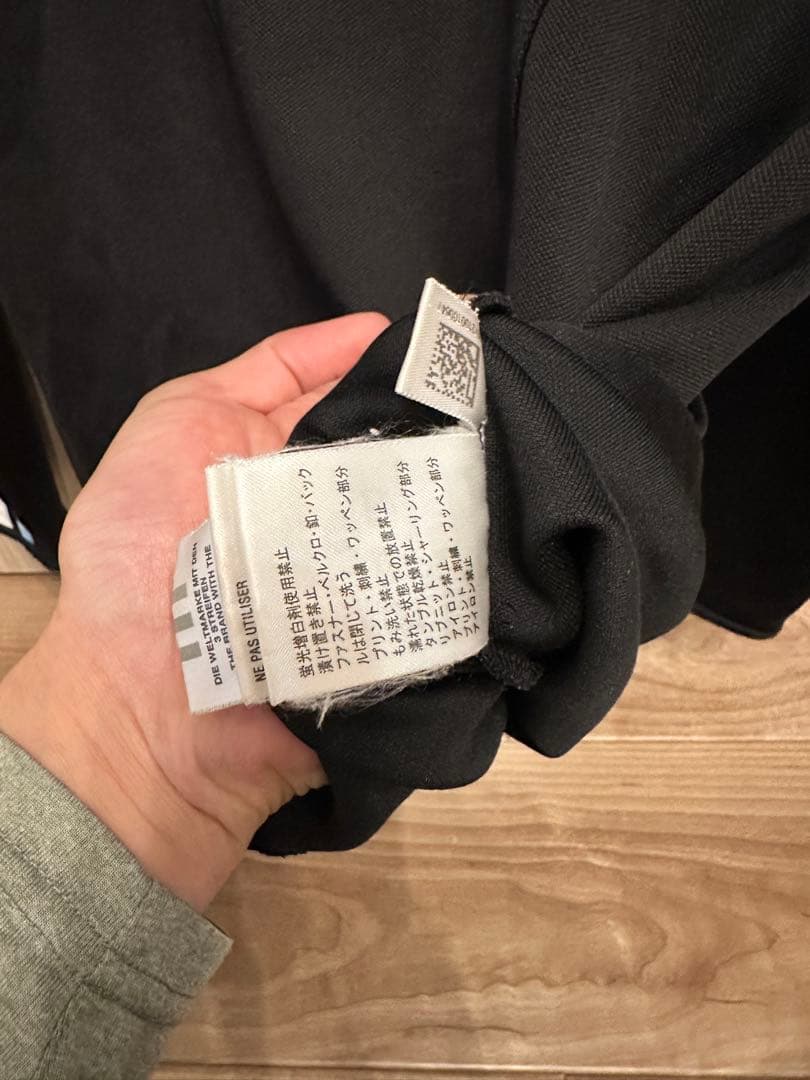 DIE WELTMARKE MIT DEN
3 STREIFEN
THE BRAND WITH THE
NE PAS UTILISER
蛍光増白剤使用禁止
漬け置き禁止
ファスナー・ベルクロ・釦・バック
ルは閉じて洗う
プリント・刺繍・ワッペン部分
もみ洗い禁止
濡れた状態での放置禁止
タンブル乾燥禁止
リブニット・シャーリング部分
アイロン禁止
プリント・刺繍・ワッペン部分
アイロン禁止